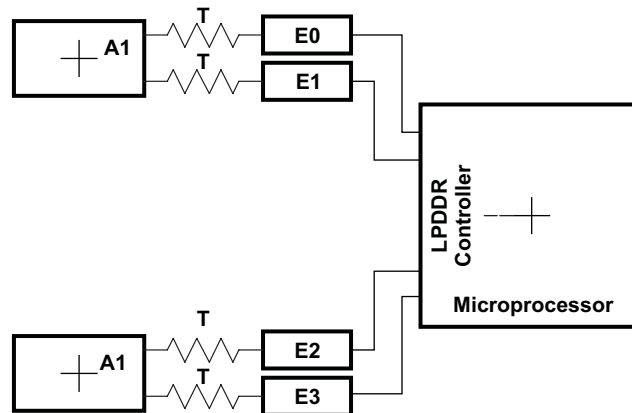 T
A1
E0
T
E1
LPDDR
Controller
Microprocessor
T
A1
E2
T
E3